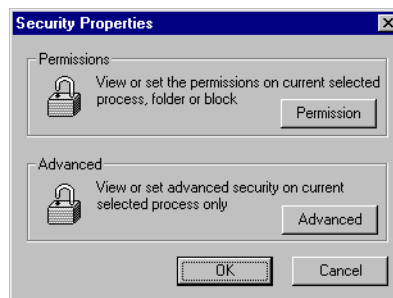 Security Properties
Permissions
View or set the permissions on current selected
process, folder or block
Permission
Advanced
View or set advanced security on current
selected process only
Advanced
OK
Cancel